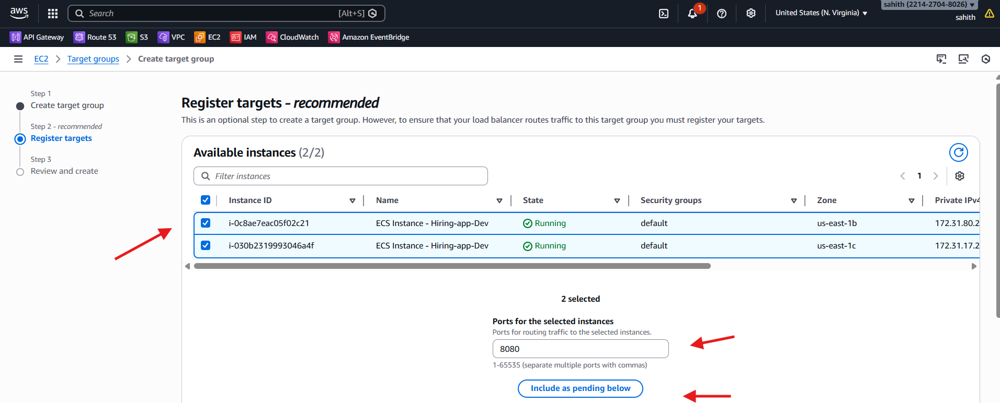 aws
Search [Alt+S]
1
United States (N. Virginia)
sahith (2214-2704-8026)
sahith
API Gateway Route 53 S3 VPC EC2 IAM CloudWatch Amazon EventBridge
EC2 Target groups Create target group
Step 1
Create target group
Step 2 - recommended
Register targets
Step 3
Review and create
Register targets - recommended
This is an optional step to create a target group. However, to ensure that your load balancer routes traffic to this target group you must register your targets.
Available instances (2/2)
Filter instances
1
Instance ID Name State Security groups Zone Private IPv4
i-0c8ae7eac05f02c21 ECS Instance - Hiring-app-Dev Running default us-east-1b 172.31.80.2
i-030b2319993046a4f ECS Instance - Hiring-app-Dev Running default us-east-1c 172.31.17.2
2 selected
Ports for the selected instances
Ports for routing traffic to the selected instances.
8080
1-65535 (separate multiple ports with commas)
Include as pending below